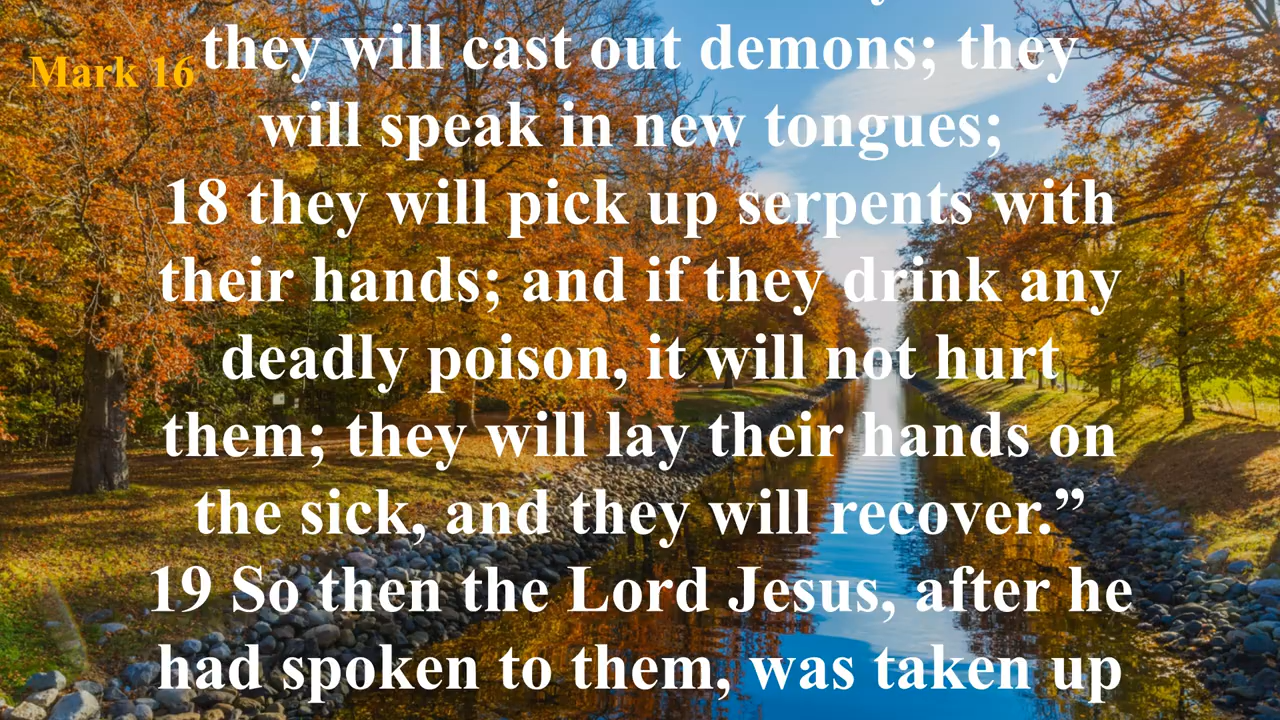 Mark 16
they will cast out demons; they
will speak in new tongues;
18 they will pick up serpents with
their hands; and if they drink any
deadly poison, it will not hurt
them; they will lay their hands on
the sick, and they will recover.”
19 So then the Lord Jesus, after he
had spoken to them, was taken up